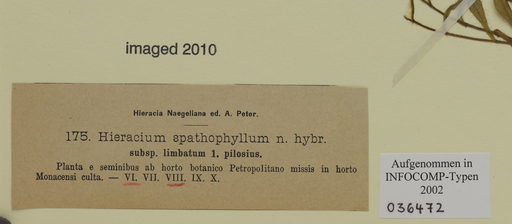 imaged 2010
Hieracia Naegeliana ed. A. Peter.
175. Hieracium spathophyllum n. hybr.
subsp. limbatum 1. pilosius.
Planta e seminibus ab horto botanico Petropolitano missis in horto
Monacensi culta. — VI. VII. VIII. IX. X.
Aufgenommen in
INFOCOMP-Typen
2002
036472